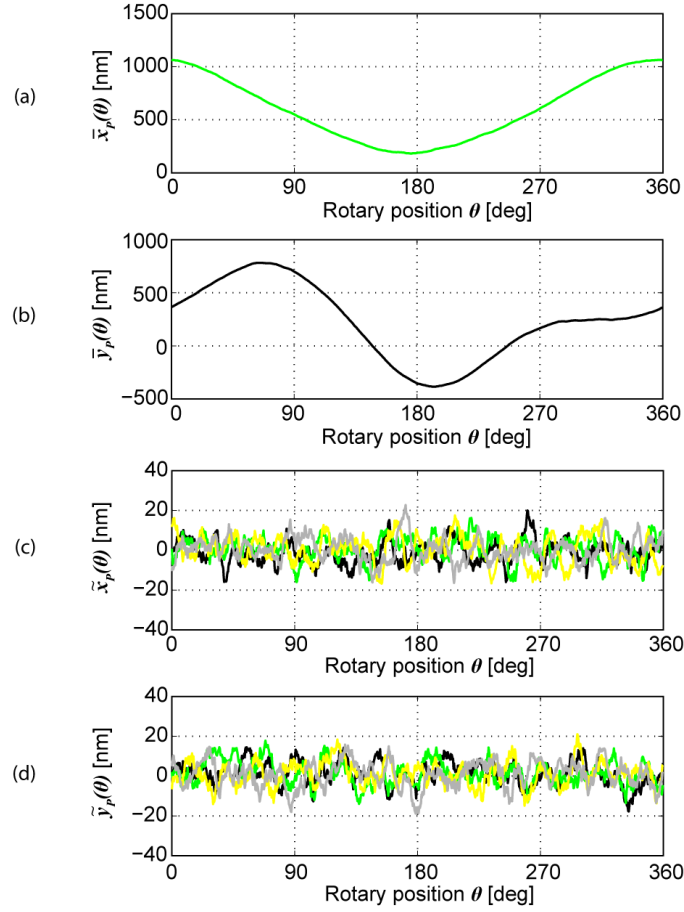 (a)
x̄ₚ(θ) [nm]
1500
1000
500
0
0 90 180 270 360
Rotary position θ [deg]
(b)
ȳₚ(θ) [nm]
1000
500
0
−500
0 90 180 270 360
Rotary position θ [deg]
(c)
x̃ₚ(θ) [nm]
40
20
0
−20
−40
0 90 180 270 360
Rotary position θ [deg]
(d)
ỹₚ(θ) [nm]
40
20
0
−20
−40
0 90 180 270 360
Rotary position θ [deg]